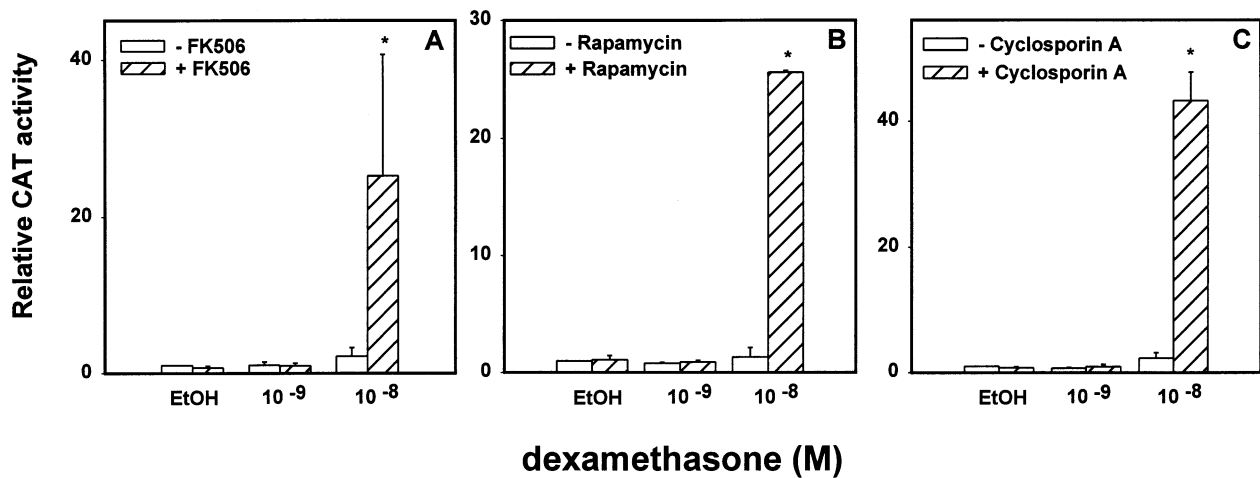 Relative CAT activity
A
- FK506
+ FK506
*
40
20
0
EtOH 10 -9 10 -8
B
- Rapamycin
+ Rapamycin
*
30
20
10
0
EtOH 10 -9 10 -8
C
- Cyclosporin A
+ Cyclosporin A
*
40
20
0
EtOH 10 -9 10 -8
dexamethasone (M)